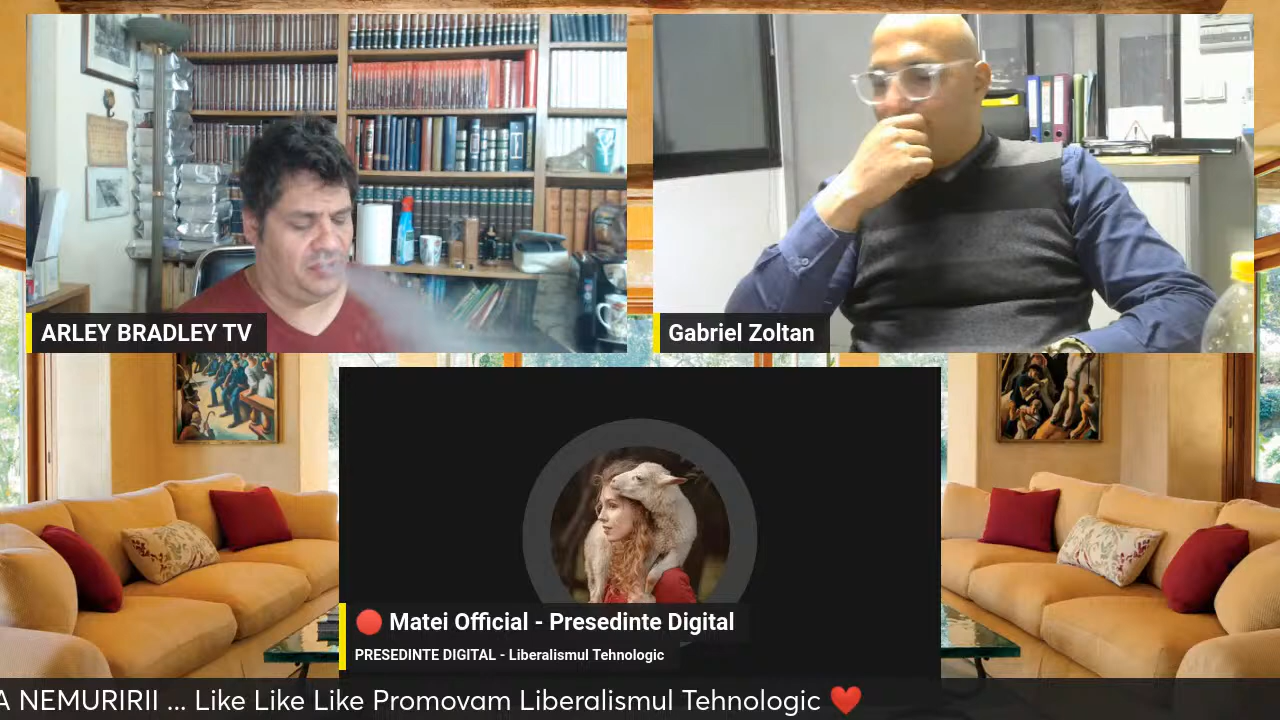 ARLEY BRADLEY TV
Gabriel Zoltan
🔴 Matei Official - Presedinte Digital
PRESEDINTE DIGITAL - Liberalismul Tehnologic
A NEMURIRII ... Like Like Like Promovam Liberalismul Tehnologic ❤️